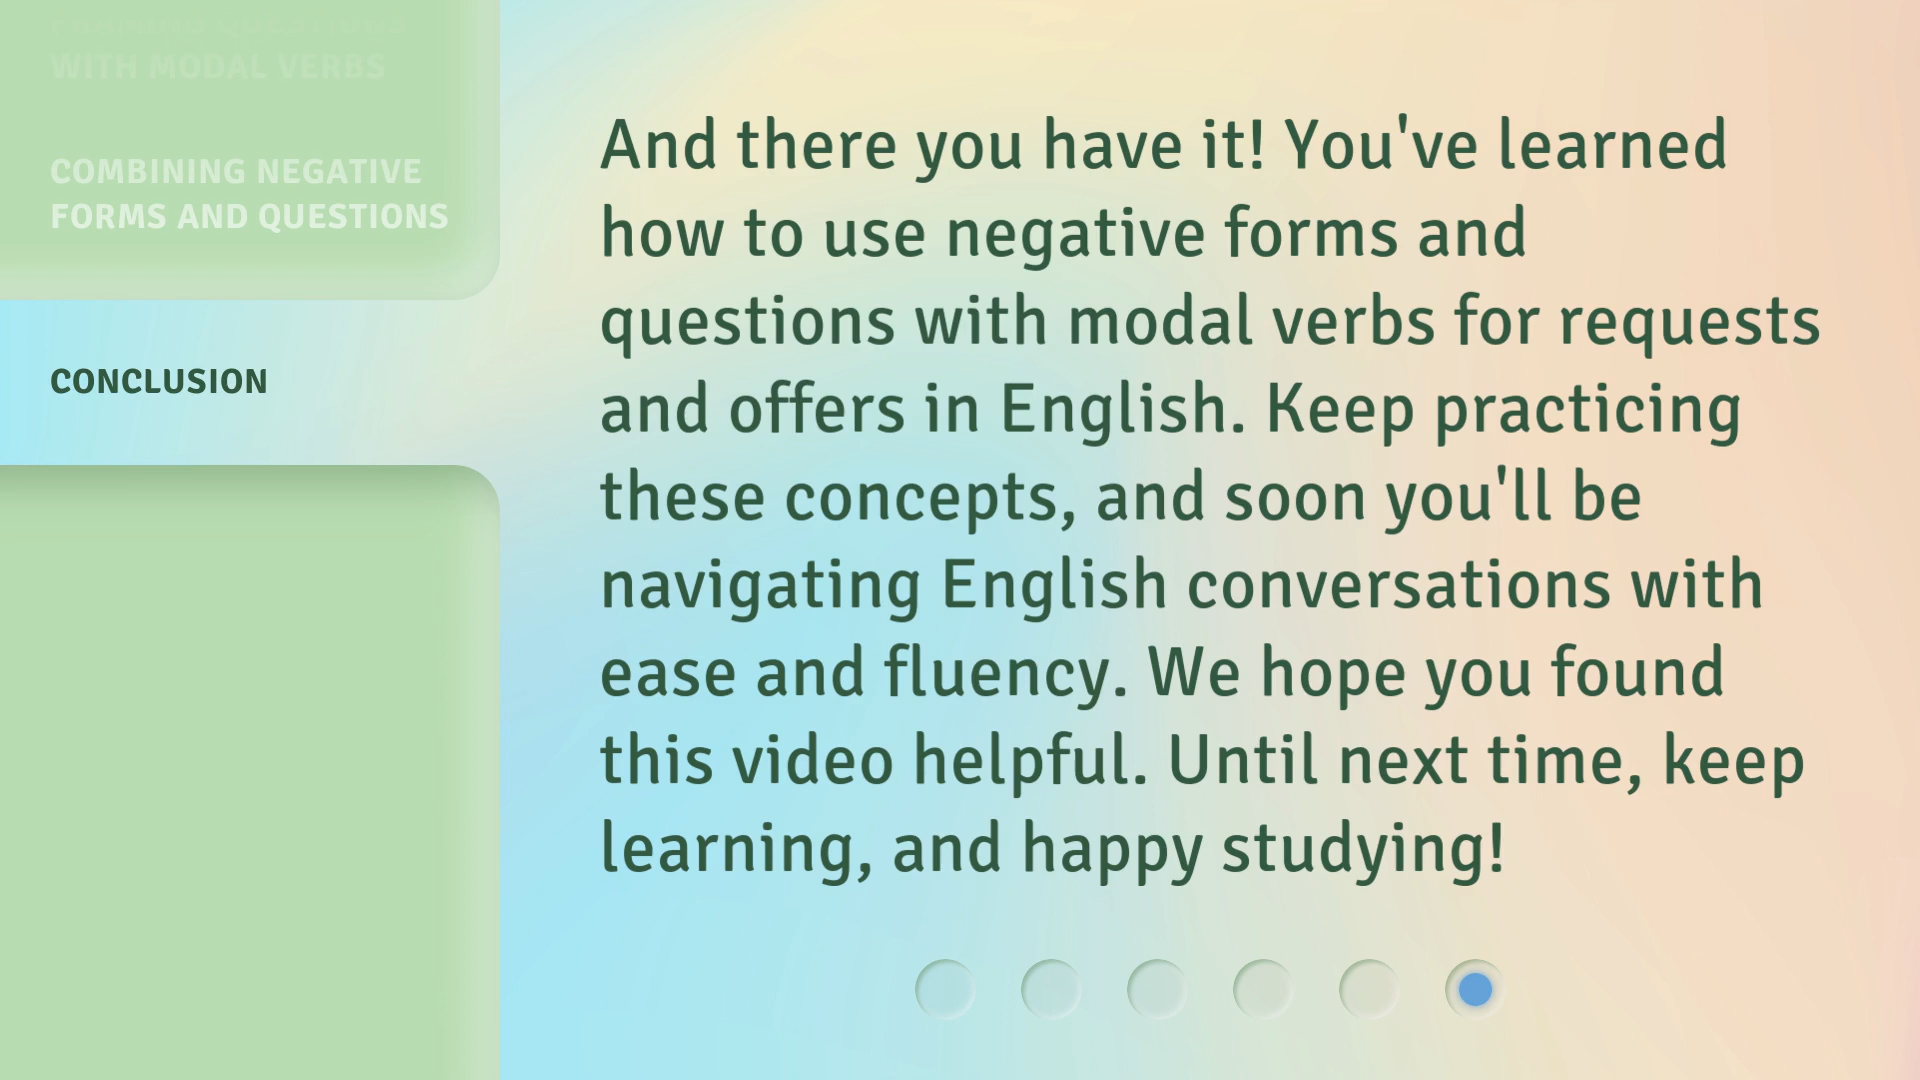 WITH MODAL VERBS
COMBINING NEGATIVE
FORMS AND QUESTIONS
CONCLUSION
And there you have it! You've learned
how to use negative forms and
questions with modal verbs for requests
and offers in English. Keep practicing
these concepts, and soon you'll be
navigating English conversations with
ease and fluency. We hope you found
this video helpful. Until next time, keep
learning, and happy studying!